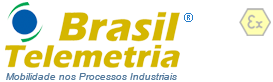 Brasil ®
Telemetria
Mobilidade nos Processos Industriais
Ex